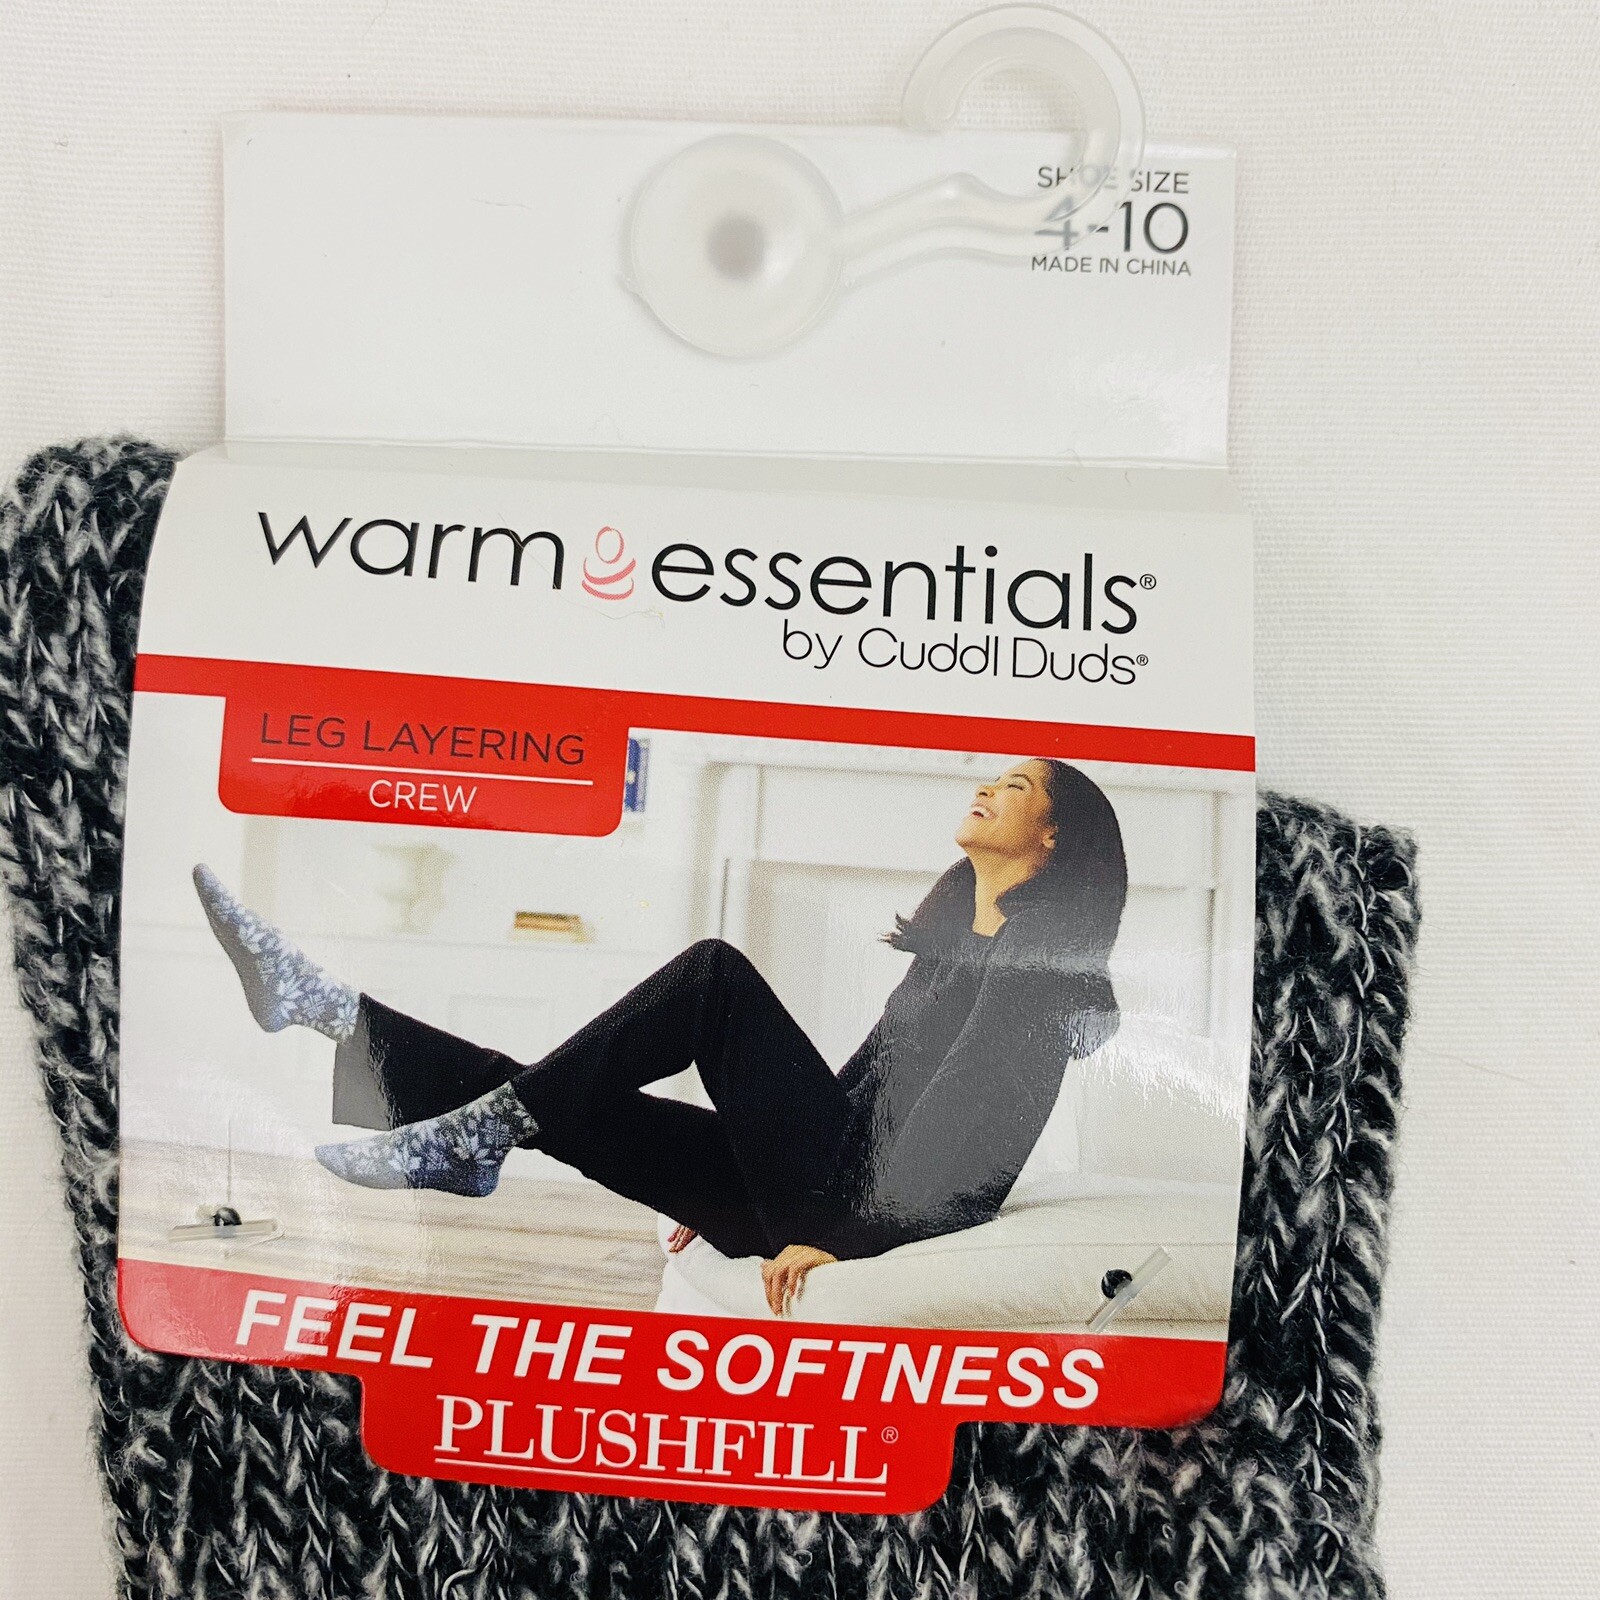 SHOE SIZE
4-10
MADE IN CHINA
warm essentials®
by Cuddl Duds®
LEG LAYERING
CREW
FEEL THE SOFTNESS
PLUSHFILL®